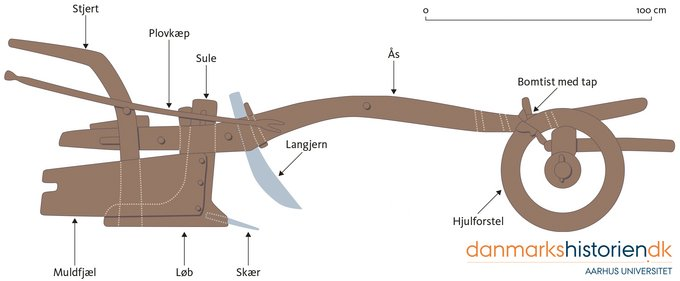 Stjert
Plovkæp
Sule
Ås
0
100 cm
Bomtist med tap
Langjern
Hjulforstel
Muldfjæl
Løb
Skær
danmarkshistorien.dk
AARHUS UNIVERSITET